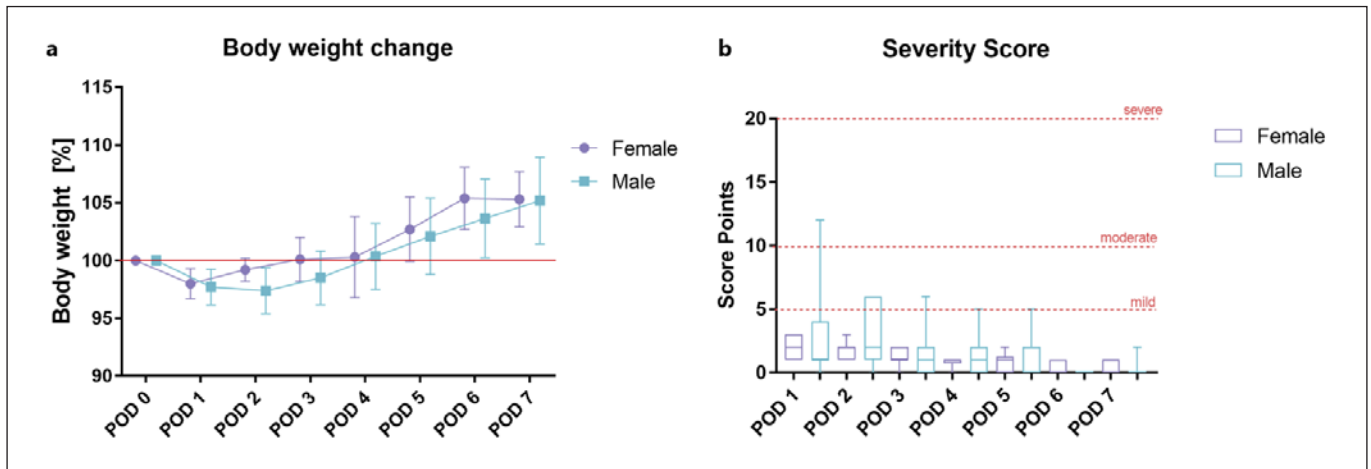 a
Body weight change
115
110
105
100
95
90
Body weight [%]
POD 0
POD 1
POD 2
POD 3
POD 4
POD 5
POD 6
POD 7
Female
Male
b
Severity Score
20
15
10
5
0
Score Points
severe
moderate
mild
POD 1
POD 2
POD 3
POD 4
POD 5
POD 6
POD 7
Female
Male